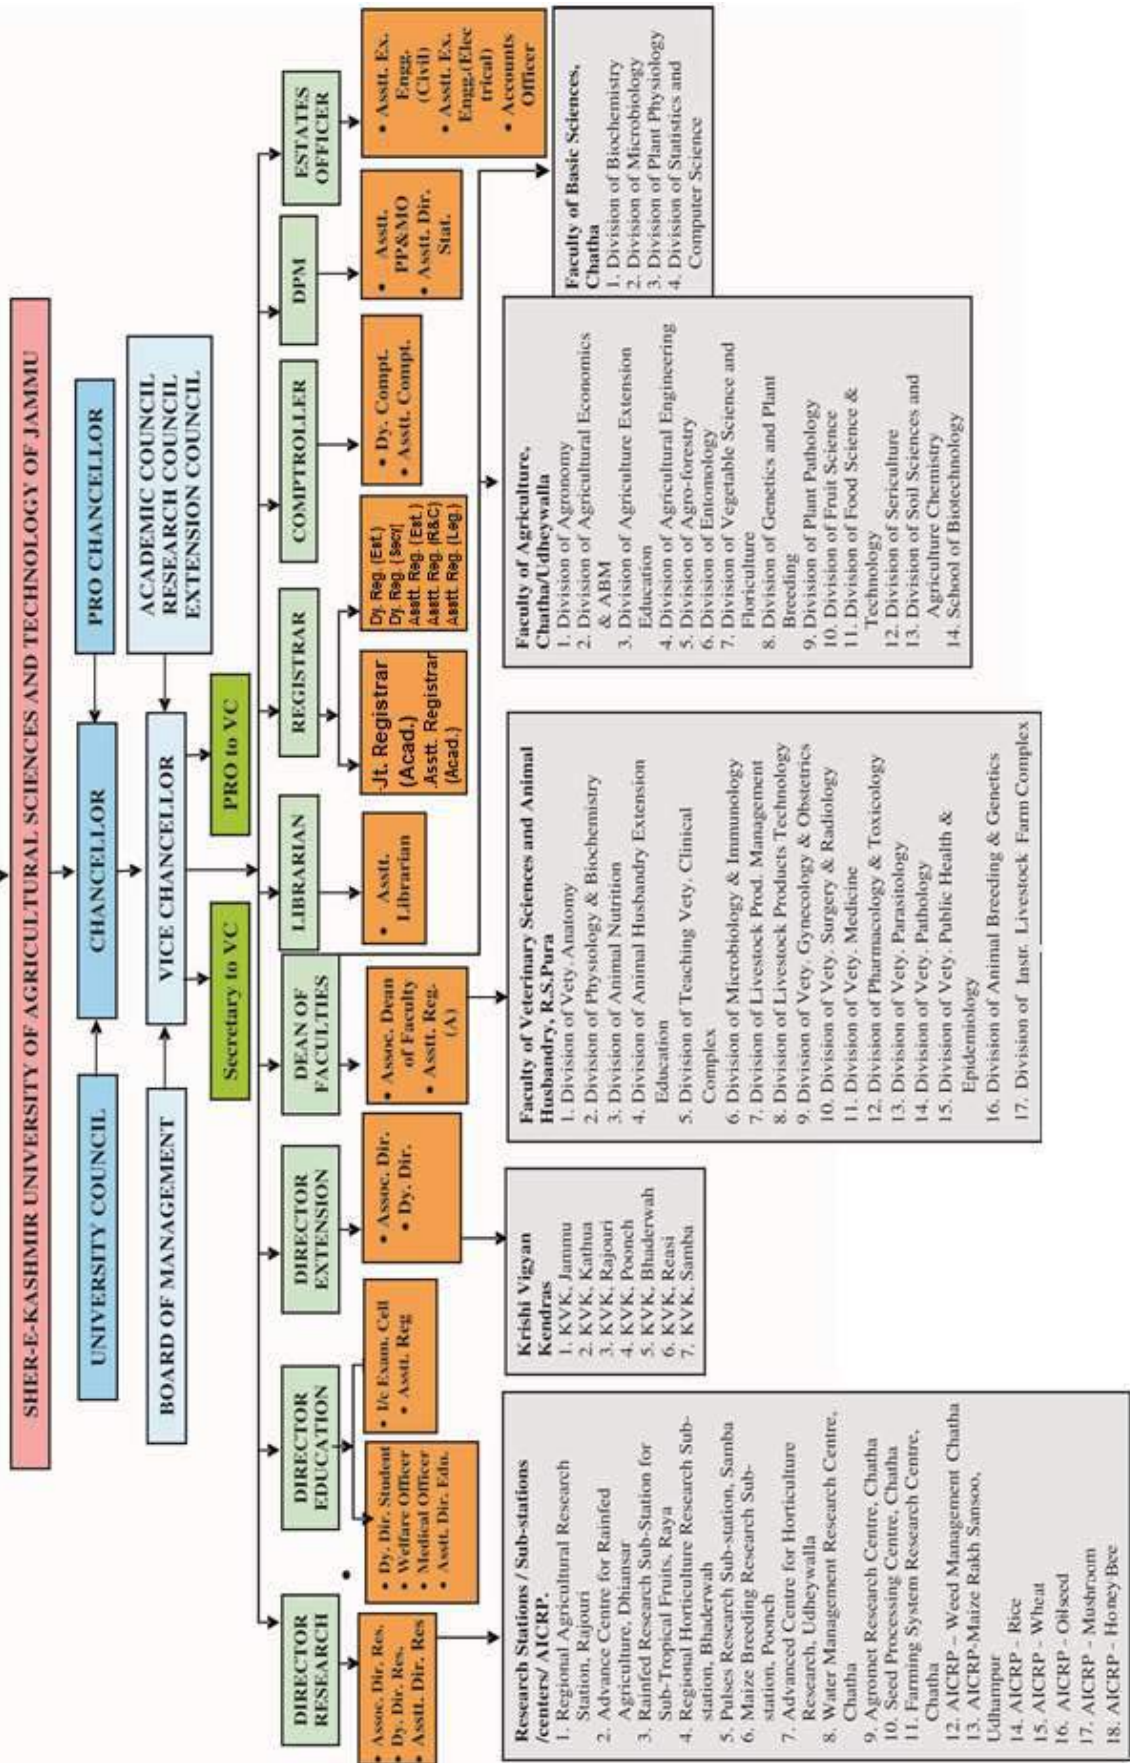 SHER-E-KASHMIR UNIVERSITY OF AGRICULTURAL SCIENCES AND TECHNOLOGY OF JAMMU
UNIVERSITY COUNCIL
CHANCELLOR
PRO CHANCELLOR
BOARD OF MANAGEMENT
VICE CHANCELLOR
ACADEMIC COUNCIL
RESEARCH COUNCIL
EXTENSION COUNCIL
Secretary to VC
PRO to VC
DIRECTOR
RESEARCH
DIRECTOR
EDUCATION
DIRECTOR
EXTENSION
DEAN OF
FACULTIES
LIBRARIAN
REGISTRAR
COMPTROLLER
DPM
ESTATES
OFFICER
• Assoc. Dir. Res.
• Dy. Dir. Res.
• Asstt. Dir. Res
• Dy. Dir. Student
• Welfare Officer
• Medical Officer
• Asstt. Dir. Edn.
• I/c Exam. Cell
• Asstt. Reg
• Assoc. Dir.
• Dy. Dir.
• Assoc. Dean
of Faculty
• Asstt. Reg-
(A)
• Asstt.
Librarian
-Jt. Registrar
(Acad.)
.Asstt. Registrar
(Acad.)
Dy. Reg. (Est.)
Dy. Reg. (Secy)
Asstt. Reg. (Est.)
Asstt. Reg. (R&C)
Asstt. Reg. (Leg.)
• Dy. Compt.
• Asstt. Compt.
• Asstt.
PP&MO
• Asstt. Dir.
Stat.
• Asstt. Ex.
Engg.
(Civil)
• Asstt. Ex.
Engg.(Elec
trical)
• Accounts
Officer
Research Stations / Sub-stations
/centers/ AICRP.
1. Regional Agricultural Research
Station, Rajouri
2. Advance Centre for Rainfed
Agriculture, Dhiansar
3. Rainfed Research Sub-Station for
Sub-Tropical Fruits, Raya
4. Regional Horticulture Research Sub-
station, Bhaderwah
5. Pulses Research Sub-station, Samba
6. Maize Breeding Research Sub-
station, Poonch
7. Advanced Centre for Horticulture
Research, Udheywalla
8. Water Management Research Centre,
Chatha
9. Agromet Research Centre, Chatha
10. Seed Processing Centre, Chatha
11. Farming System Research Centre,
Chatha
12. AICRP – Weed Management Chatha
13. AICRP-Maize Rakh Sansoo,
Udhampur
14. AICRP – Rice
15. AICRP – Wheat
16. AICRP – Oilseed
17. AICRP – Mushroom
18. AICRP – Honey Bee
Krishi Vigyan
Kendras
1. KVK, Jammu
2. KVK, Kathua
3. KVK, Rajouri
4. KVK, Poonch
5. KVK, Bhaderwah
6. KVK, Reasi
7. KVK, Samba
Faculty of Veterinary Sciences and Animal
Husbandry, R.S.Pura
1. Division of Vety. Anatomy
2. Division of Physiology & Biochemistry
3. Division of Animal Nutrition
4. Division of Animal Husbandry Extension
Education
5. Division of Teaching Vety, Clinical
Complex
6. Division of Microbiology & Immunology
7. Division of Livestock Prod. Management
8. Division of Livestock Products Technology
9. Division of Vety. Gynecology & Obstetrics
10. Division of Vety. Surgery & Radiology
11. Division of Vety. Medicine
12. Division of Pharmacology & Toxicology
13. Division of Vety. Parasitology
14. Division of Vety. Pathology
15. Division of Vety. Public Health &
Epidemiology
16. Division of Animal Breeding & Genetics
17. Division of Instr. Livestock Farm Complex
Faculty of Agriculture,
Chatha/Udheywalla
1. Division of Agronomy
2. Division of Agricultural Economics
& ABM
3. Division of Agriculture Extension
Education
4. Division of Agricultural Engineering
5. Division of Agro-forestry
6. Division of Entomology
7. Division of Vegetable Science and
Floriculture
8. Division of Genetics and Plant
Breeding
9. Division of Plant Pathology
10. Division of Fruit Science
11. Division of Food Science &
Technology
12. Division of Sericulture
13. Division of Soil Sciences and
Agriculture Chemistry
14. School of Biotechnology
Faculty of Basic Sciences,
Chatha
1. Division of Biochemistry
2. Division of Microbiology
3. Division of Plant Physiology
4. Division of Statistics and
Computer Science